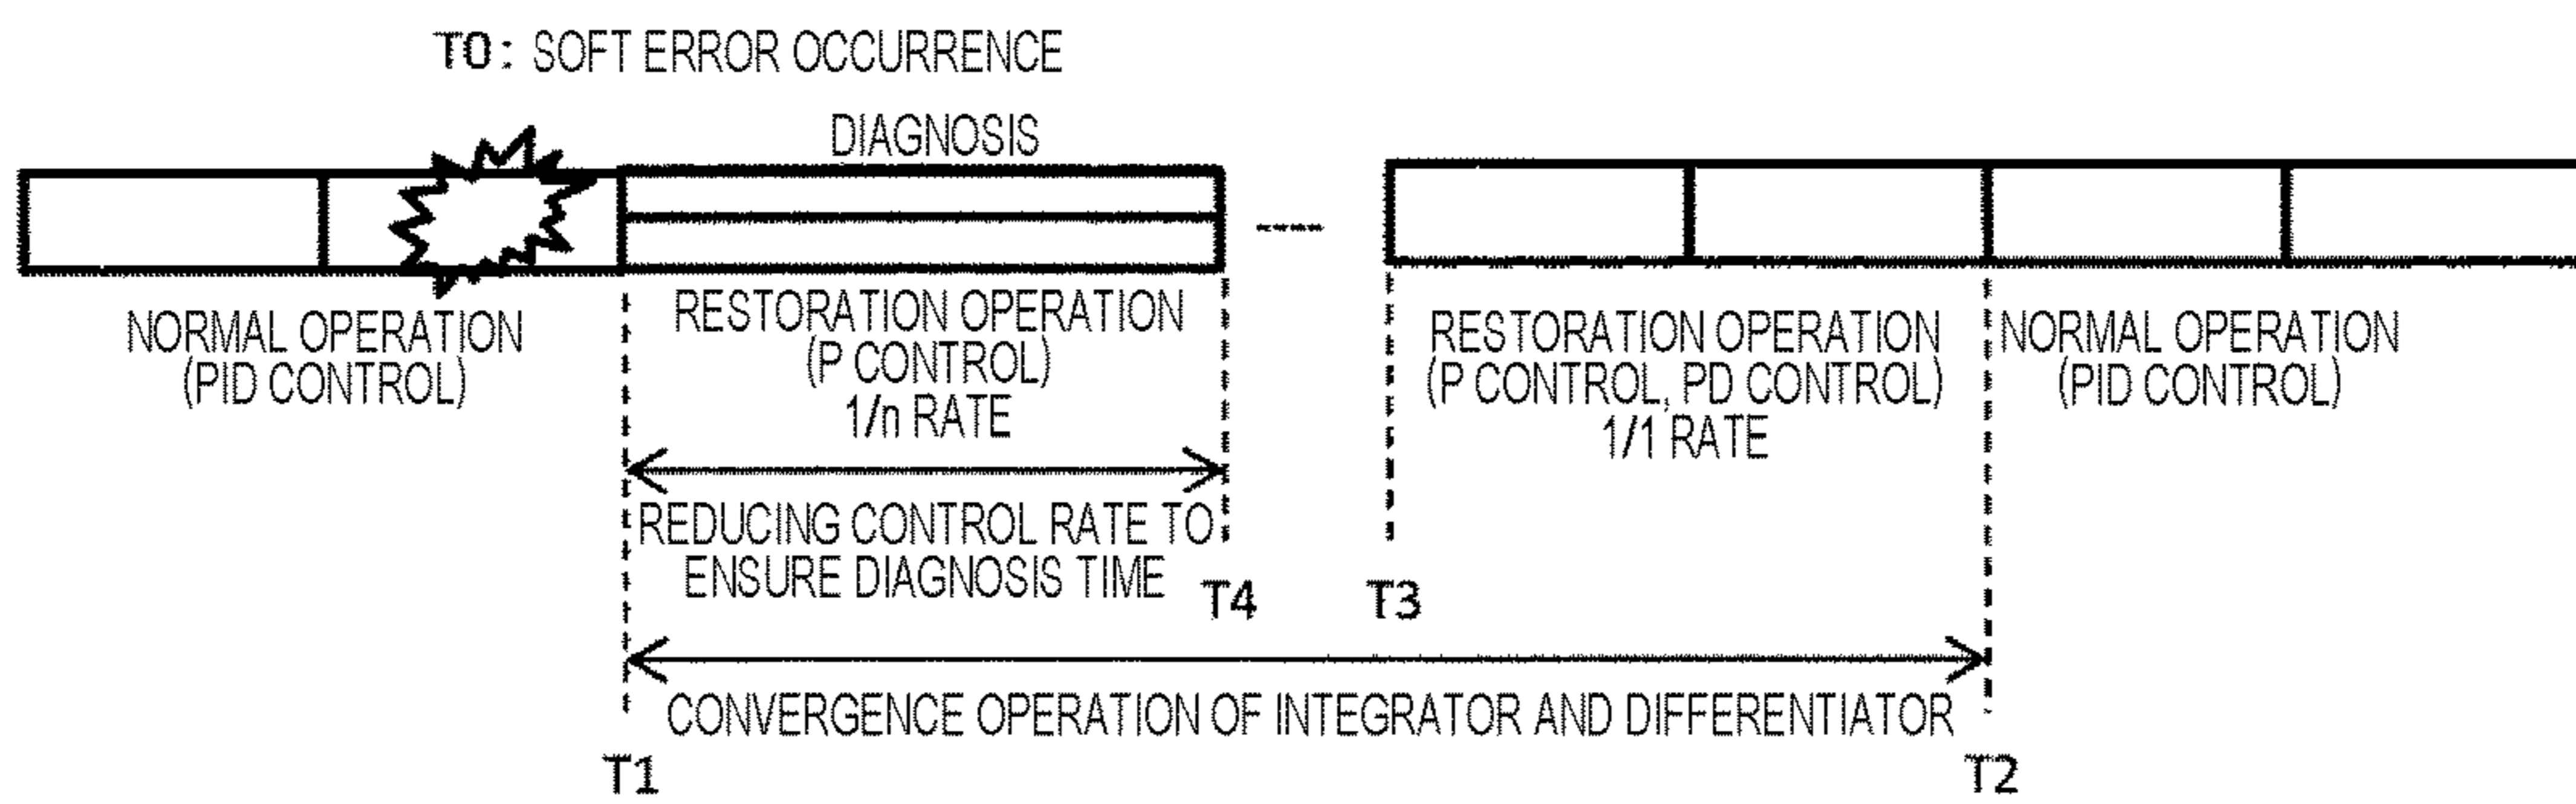 T0: SOFT ERROR OCCURRENCE
DIAGNOSIS
NORMAL OPERATION
(PID CONTROL)
RESTORATION OPERATION
(P CONTROL)
1/n RATE
RESTORATION OPERATION
(P CONTROL, PD CONTROL)
1/1 RATE
NORMAL OPERATION
(PID CONTROL)
REDUCING CONTROL RATE TO
ENSURE DIAGNOSIS TIME
T4
T3
CONVERGENCE OPERATION OF INTEGRATOR AND DIFFERENTIATOR
T1
T2